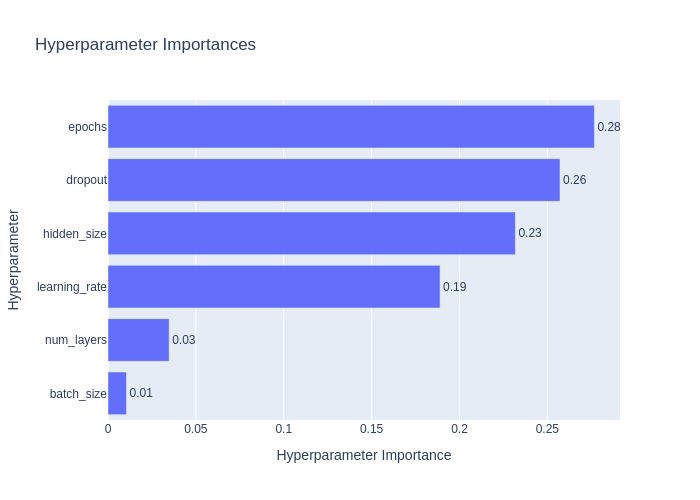 Hyperparameter Importances
Hyperparameter
epochs 0.28
dropout 0.26
hidden_size 0.23
learning_rate 0.19
num_layers 0.03
batch_size 0.01
0 0.05 0.1 0.15 0.2 0.25
Hyperparameter Importance